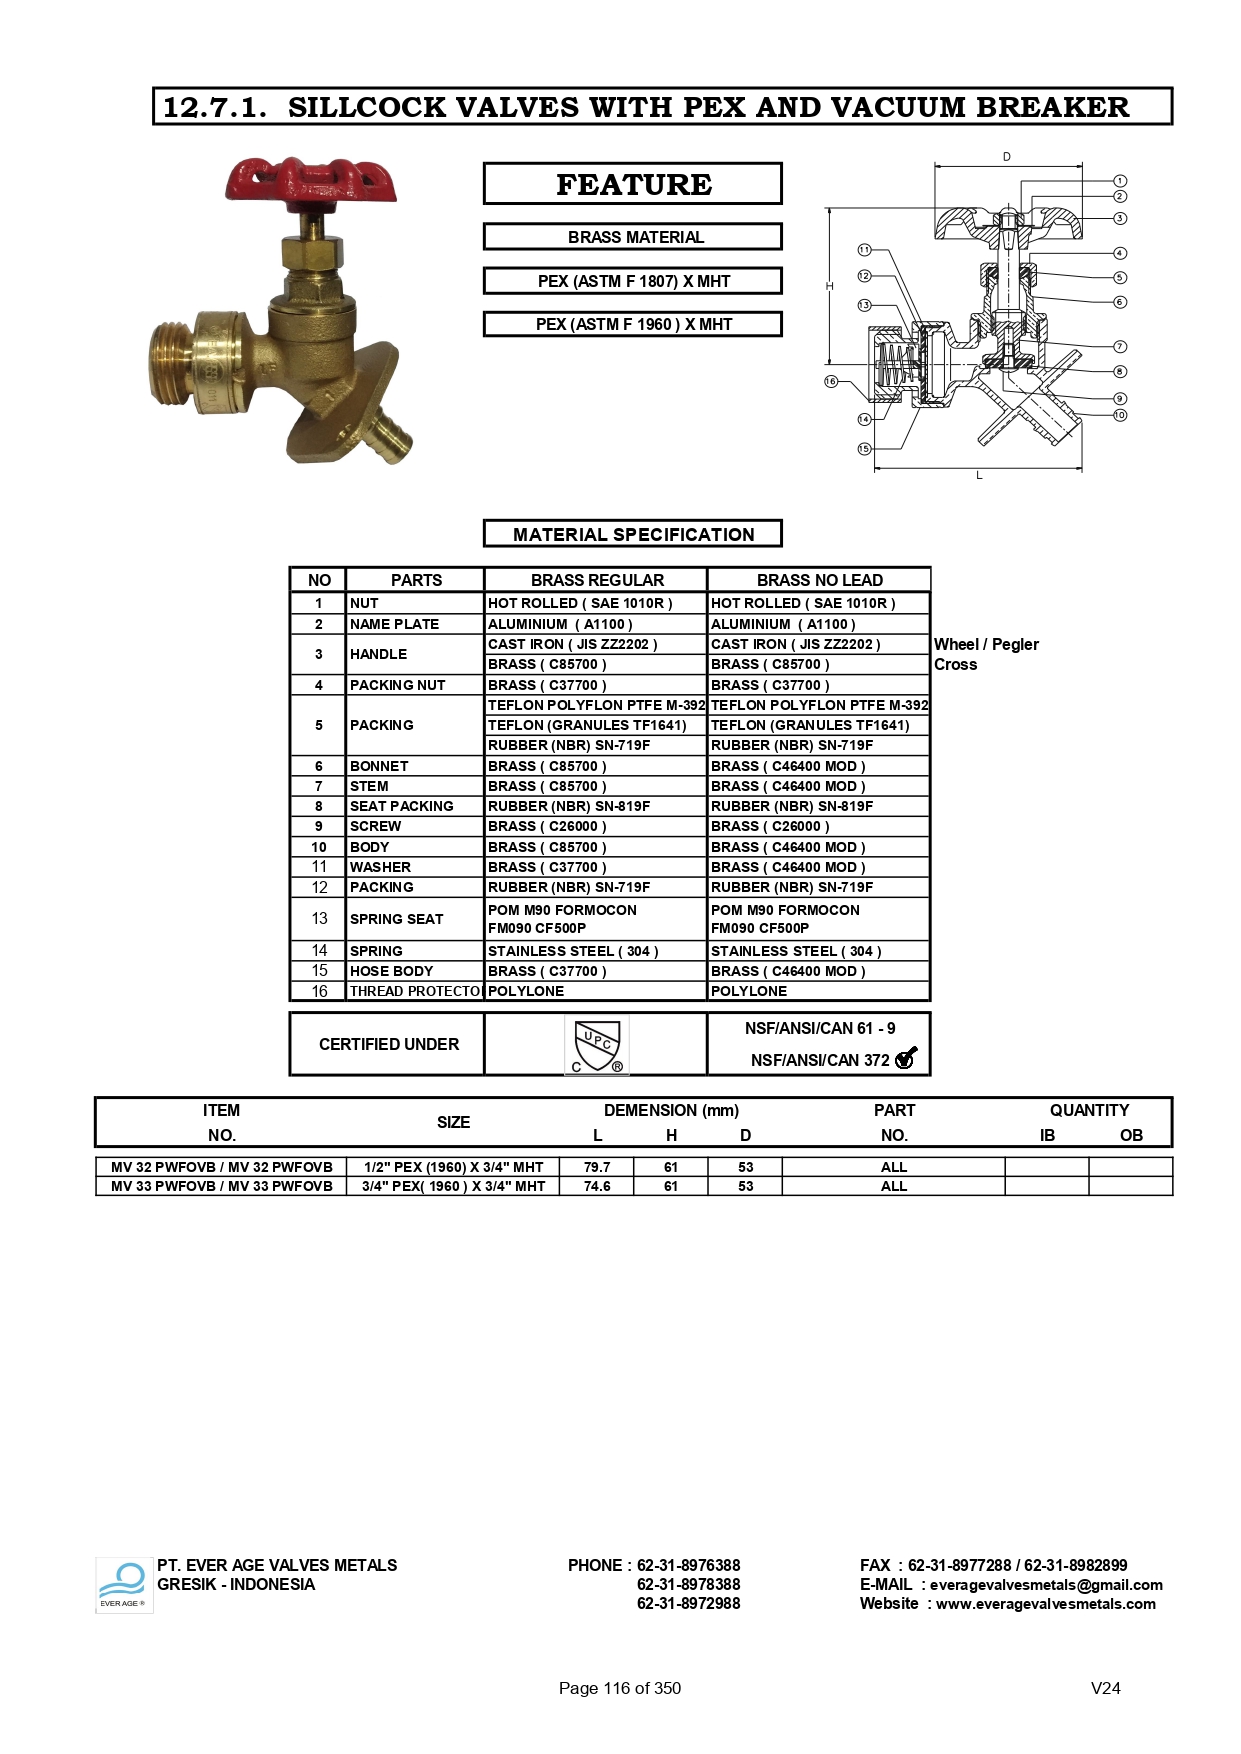 12.7.1. SILLCOCK VALVES WITH PEX AND VACUUM BREAKER
FEATURE
BRASS MATERIAL
PEX (ASTM F 1807) X MHT
PEX (ASTM F 1960 ) X MHT
D
1
2
3
H
11
12
13
4
5
6
7
8
9
10
16
14
15
L
MATERIAL SPECIFICATION
NO PARTS BRASS REGULAR BRASS NO LEAD
1 NUT HOT ROLLED ( SAE 1010R ) HOT ROLLED ( SAE 1010R )
2 NAME PLATE ALUMINIUM ( A1100 ) ALUMINIUM ( A1100 )
3 HANDLE CAST IRON ( JIS ZZ2202 ) CAST IRON ( JIS ZZ2202 ) Wheel / Pegler
BRASS ( C85700 ) BRASS ( C85700 ) Cross
4 PACKING NUT BRASS ( C37700 ) BRASS ( C37700 )
TEFLON POLYFLON PTFE M-392 TEFLON POLYFLON PTFE M-392
5 PACKING TEFLON (GRANULES TF1641) TEFLON (GRANULES TF1641)
RUBBER (NBR) SN-719F RUBBER (NBR) SN-719F
6 BONNET BRASS ( C85700 ) BRASS ( C46400 MOD )
7 STEM BRASS ( C85700 ) BRASS ( C46400 MOD )
8 SEAT PACKING RUBBER (NBR) SN-819F RUBBER (NBR) SN-819F
9 SCREW BRASS ( C26000 ) BRASS ( C26000 )
10 BODY BRASS ( C85700 ) BRASS ( C46400 MOD )
11 WASHER BRASS ( C37700 ) BRASS ( C46400 MOD )
12 PACKING RUBBER (NBR) SN-719F RUBBER (NBR) SN-719F
13 SPRING SEAT POM M90 FORMOCON POM M90 FORMOCON
FM090 CF500P FM090 CF500P
14 SPRING STAINLESS STEEL ( 304 ) STAINLESS STEEL ( 304 )
15 HOSE BODY BRASS ( C37700 ) BRASS ( C46400 MOD )
16 THREAD PROTECTO POLYLONE POLYLONE
CERTIFIED UNDER UPC C ® NSF/ANSI/CAN 61 - 9
NSF/ANSI/CAN 372
ITEM SIZE DEMENSION (mm) PART QUANTITY
NO. L H D NO. IB OB
MV 32 PWFOVB / MV 32 PWFOVB 1/2" PEX (1960) X 3/4" MHT 79.7 61 53 ALL
MV 33 PWFOVB / MV 33 PWFOVB 3/4" PEX( 1960 ) X 3/4" MHT 74.6 61 53 ALL
EVER AGE ®
PT. EVER AGE VALVES METALS PHONE : 62-31-8976388 FAX : 62-31-8977288 / 62-31-8982899
GRESIK - INDONESIA 62-31-8978388 E-MAIL : everagevalvesmetals@gmail.com
62-31-8972988 Website : www.everagevalvesmetals.com
Page 116 of 350 V24